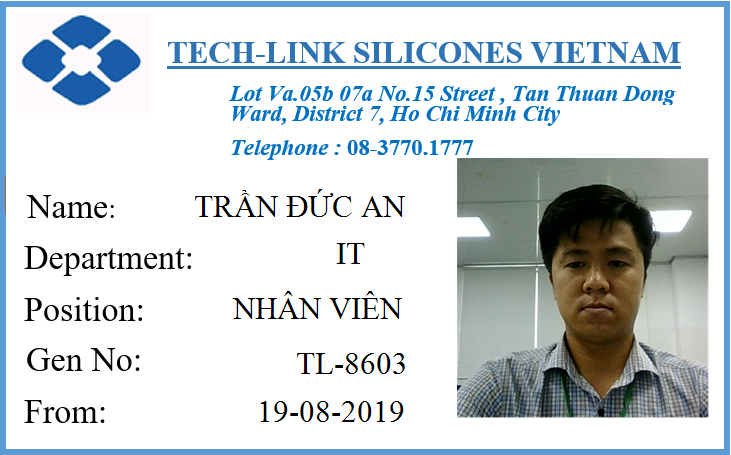 TECH-LINK SILICONES VIETNAM
Lot Va.05b 07a No.15 Street , Tan Thuan Dong
Ward, District 7, Ho Chi Minh City
Telephone : 08-3770.1777
Name: TRẦN ĐỨC AN
Department: IT
Position: NHÂN VIÊN
Gen No: TL-8603
From: 19-08-2019